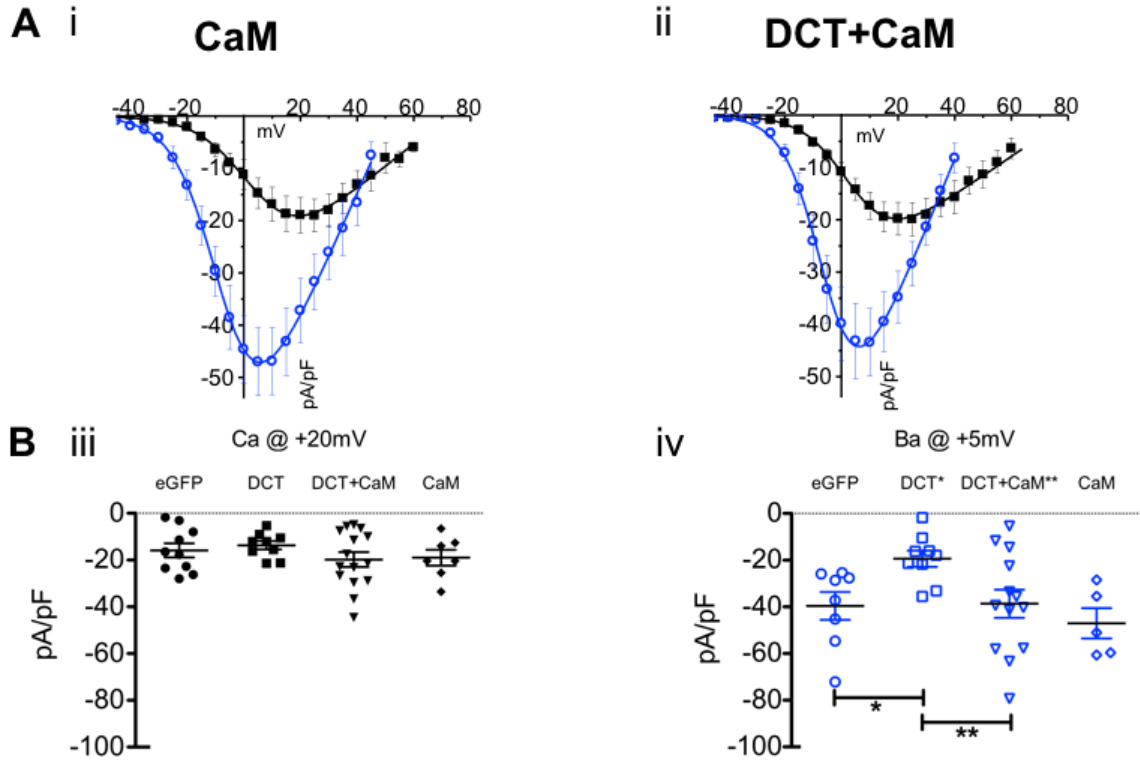 A i CaM ii DCT+CaM
-40 -20 20 40 60 80 -40 -20 20 40 60 80
mV mV
-10 -10
-20 -20
-30 -30
-40 -40
-50 -50
pA/pF pA/pF
B iii Ca @ +20mV iv Ba @ +5mV
eGFP DCT DCT+CaM CaM eGFP DCT* DCT+CaM** CaM
0 0
-20 -20
-40 -40
-60 -60
-80 -80
-100 -100
pA/pF pA/pF
*
**